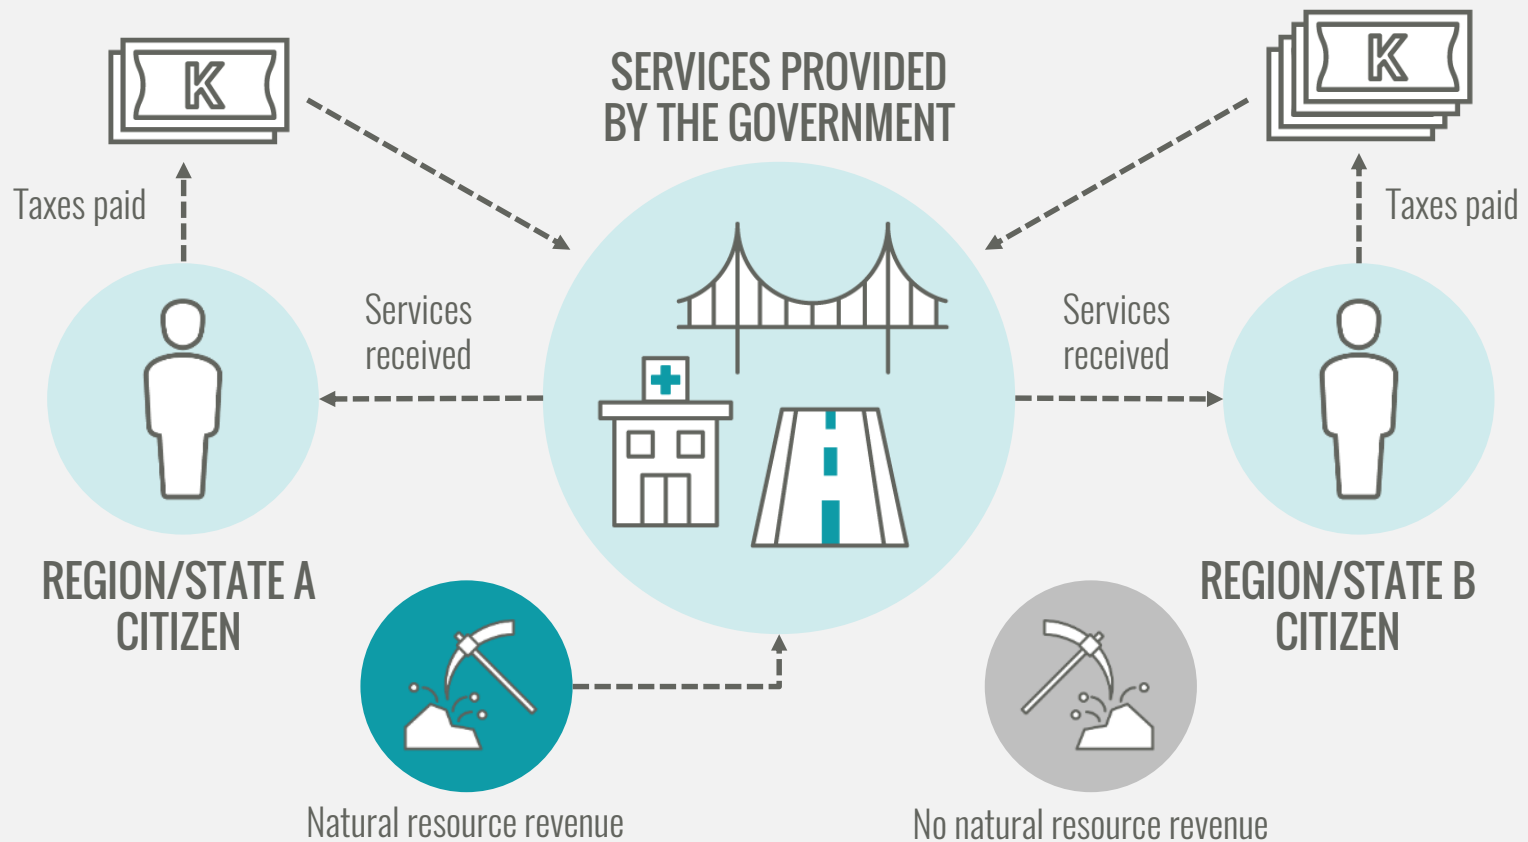 K
K
SERVICES PROVIDED
BY THE GOVERNMENT
Taxes paid
Taxes paid
Services
received
Services
received
REGION/STATE A
CITIZEN
REGION/STATE B
CITIZEN
Natural resource revenue
No natural resource revenue